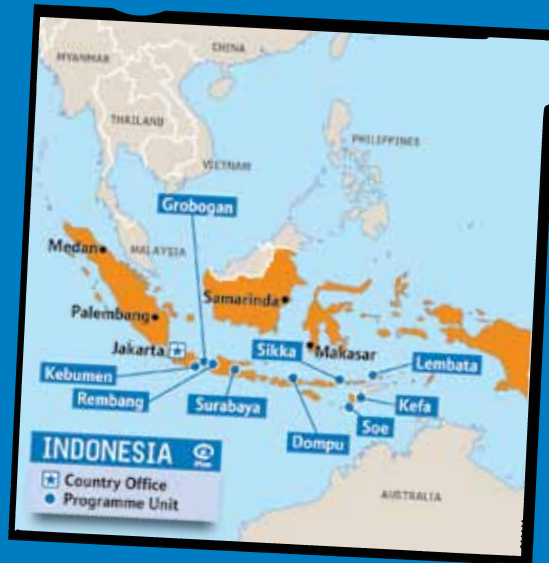 MYANMAR
CHINA
THAILAND
PHILIPPINES
VIETNAM
Grobogan
Medan
MALAYSIA
Samarinda
Palembang
Jakarta
Sikka
Makasar
Lembata
Kebumen
Rembang
Surabaya
Kefa
Soe
Dompu
INDONESIA
Country Office
Programme Unit
AUSTRALIA